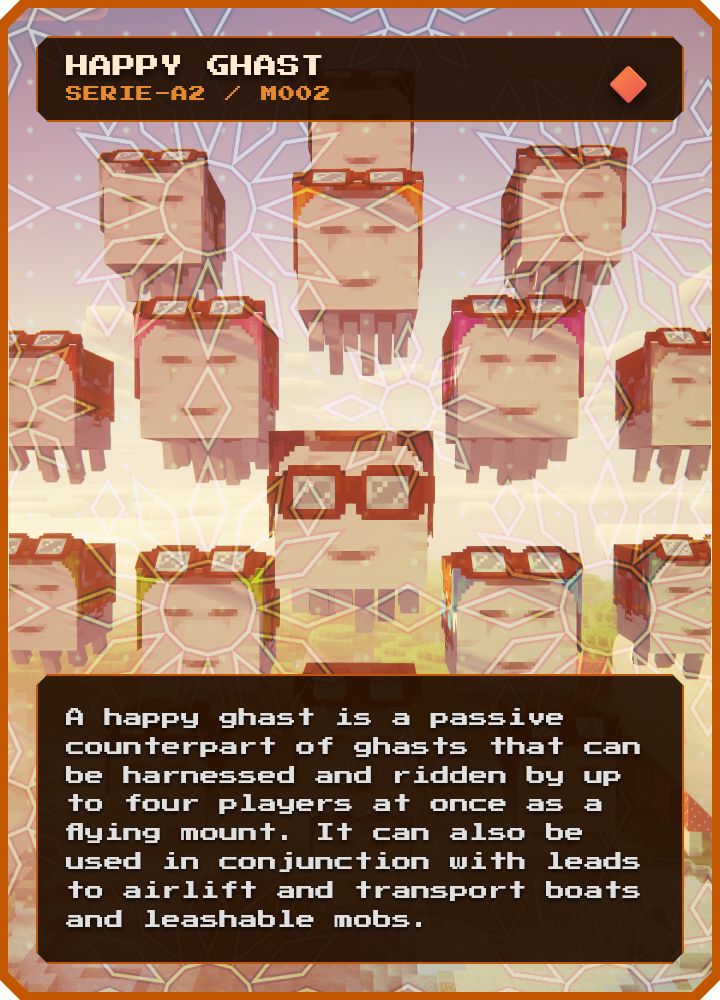 HAPPY GHAST
SERIE-A2 / M002
A happy ghast is a passive
counterpart of ghasts that can
be harnessed and ridden by up
to four players at once as a
flying mount. It can also be
used in conjunction with leads
to airlift and transport boats
and leashable mobs.